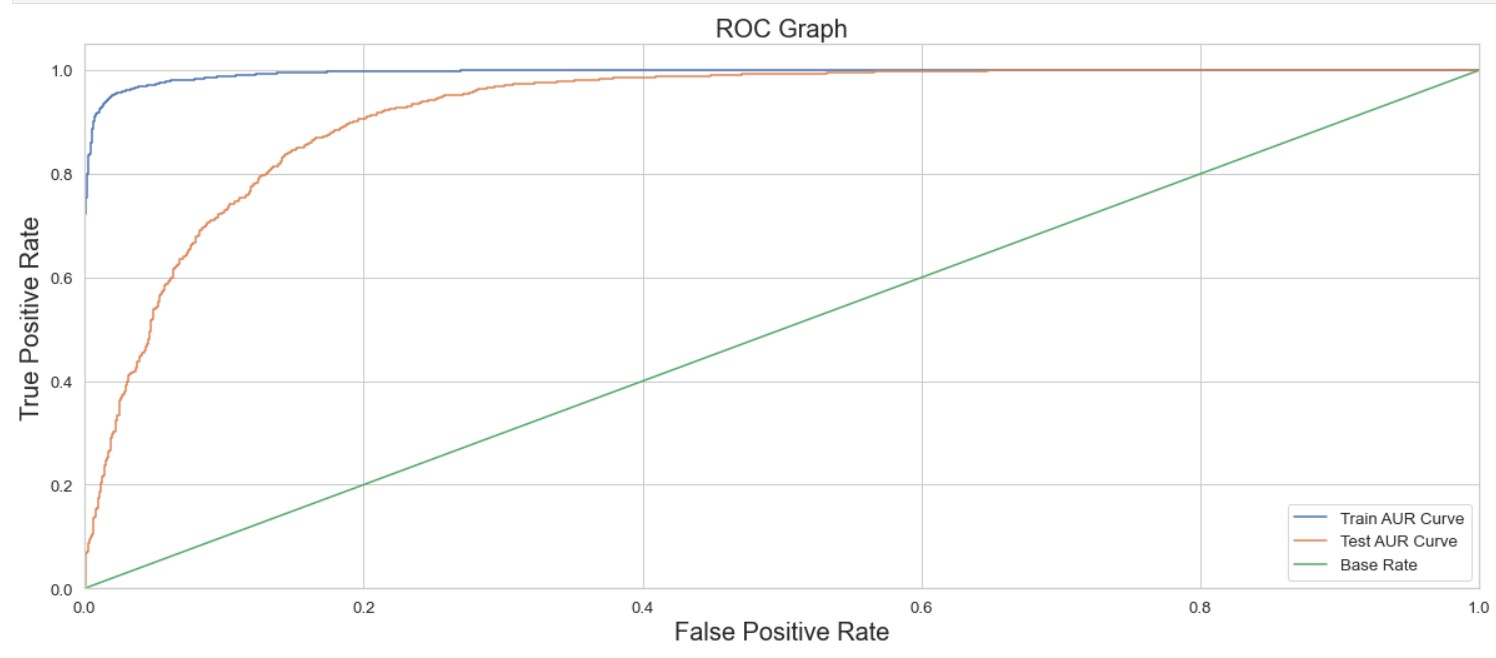 ROC Graph
True Positive Rate
1.0
0.8
0.6
0.4
0.2
0.0
Train AUR Curve
Test AUR Curve
Base Rate
0.0 0.2 0.4 0.6 0.8 1.0
False Positive Rate